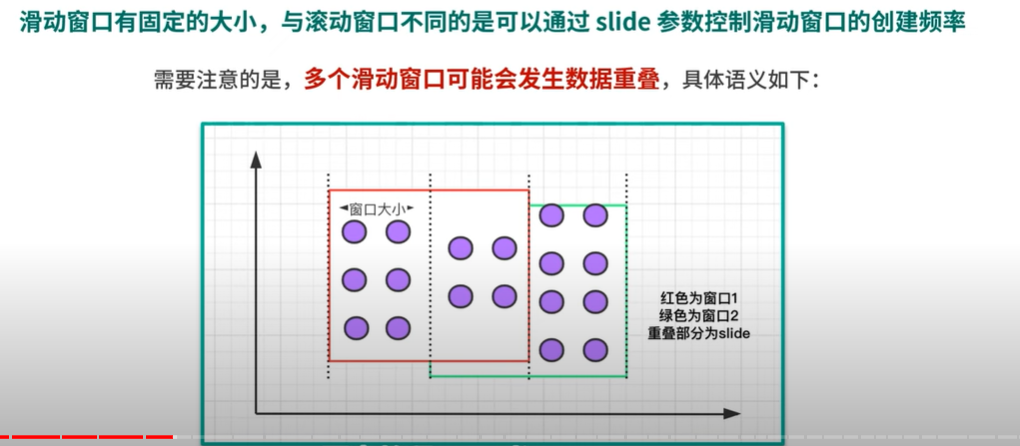 滑动窗口有固定的大小，与滚动窗口不同的是可以通过 slide 参数控制滑动窗口的创建频率
需要注意的是，多个滑动窗口可能会发生数据重叠，具体语义如下：
窗口大小
红色为窗口1
绿色为窗口2
重叠部分为slide